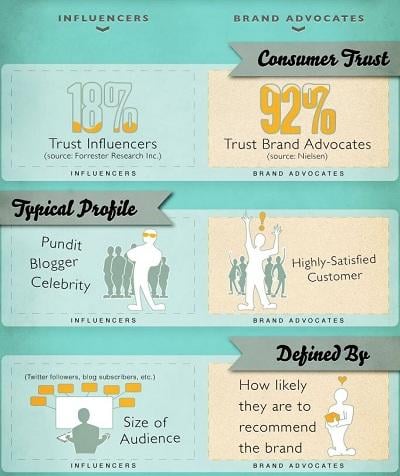 INFLUENCERS
BRAND ADVOCATES
Consumer Trust
18%
Trust Influencers
(source: Forrester Research Inc.)
INFLUENCERS
92%
Trust Brand Advocates
(source: Nielsen)
BRAND ADVOCATES
Typical Profile
Pundit
Blogger
Celebrity
INFLUENCERS
!
Highly-Satisfied
Customer
BRAND ADVOCATES
Defined By
(Twitter followers, blog subscribers, etc.)
Size of
Audience
INFLUENCERS
How likely
they are to
recommend
the brand
BRAND ADVOCATES